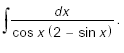 ∫ dx / (cos x (2 − sin x)).